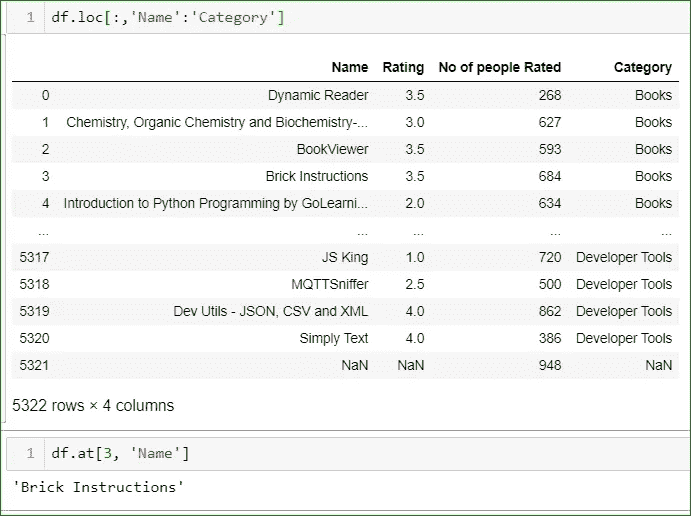 1 df.loc[:,'Name':'Category']
Name Rating No of people Rated Category
0 Dynamic Reader 3.5 268 Books
1 Chemistry, Organic Chemistry and Biochemistry-... 3.0 627 Books
2 BookViewer 3.5 593 Books
3 Brick Instructions 3.5 684 Books
4 Introduction to Python Programming by GoLearni... 2.0 634 Books
... ... ... ... ...
5317 JS King 1.0 720 Developer Tools
5318 MQTTSniffer 2.5 500 Developer Tools
5319 Dev Utils - JSON, CSV and XML 4.0 862 Developer Tools
5320 Simply Text 4.0 386 Developer Tools
5321 NaN NaN 948 NaN
5322 rows × 4 columns
1 df.at[3, 'Name']
'Brick Instructions'